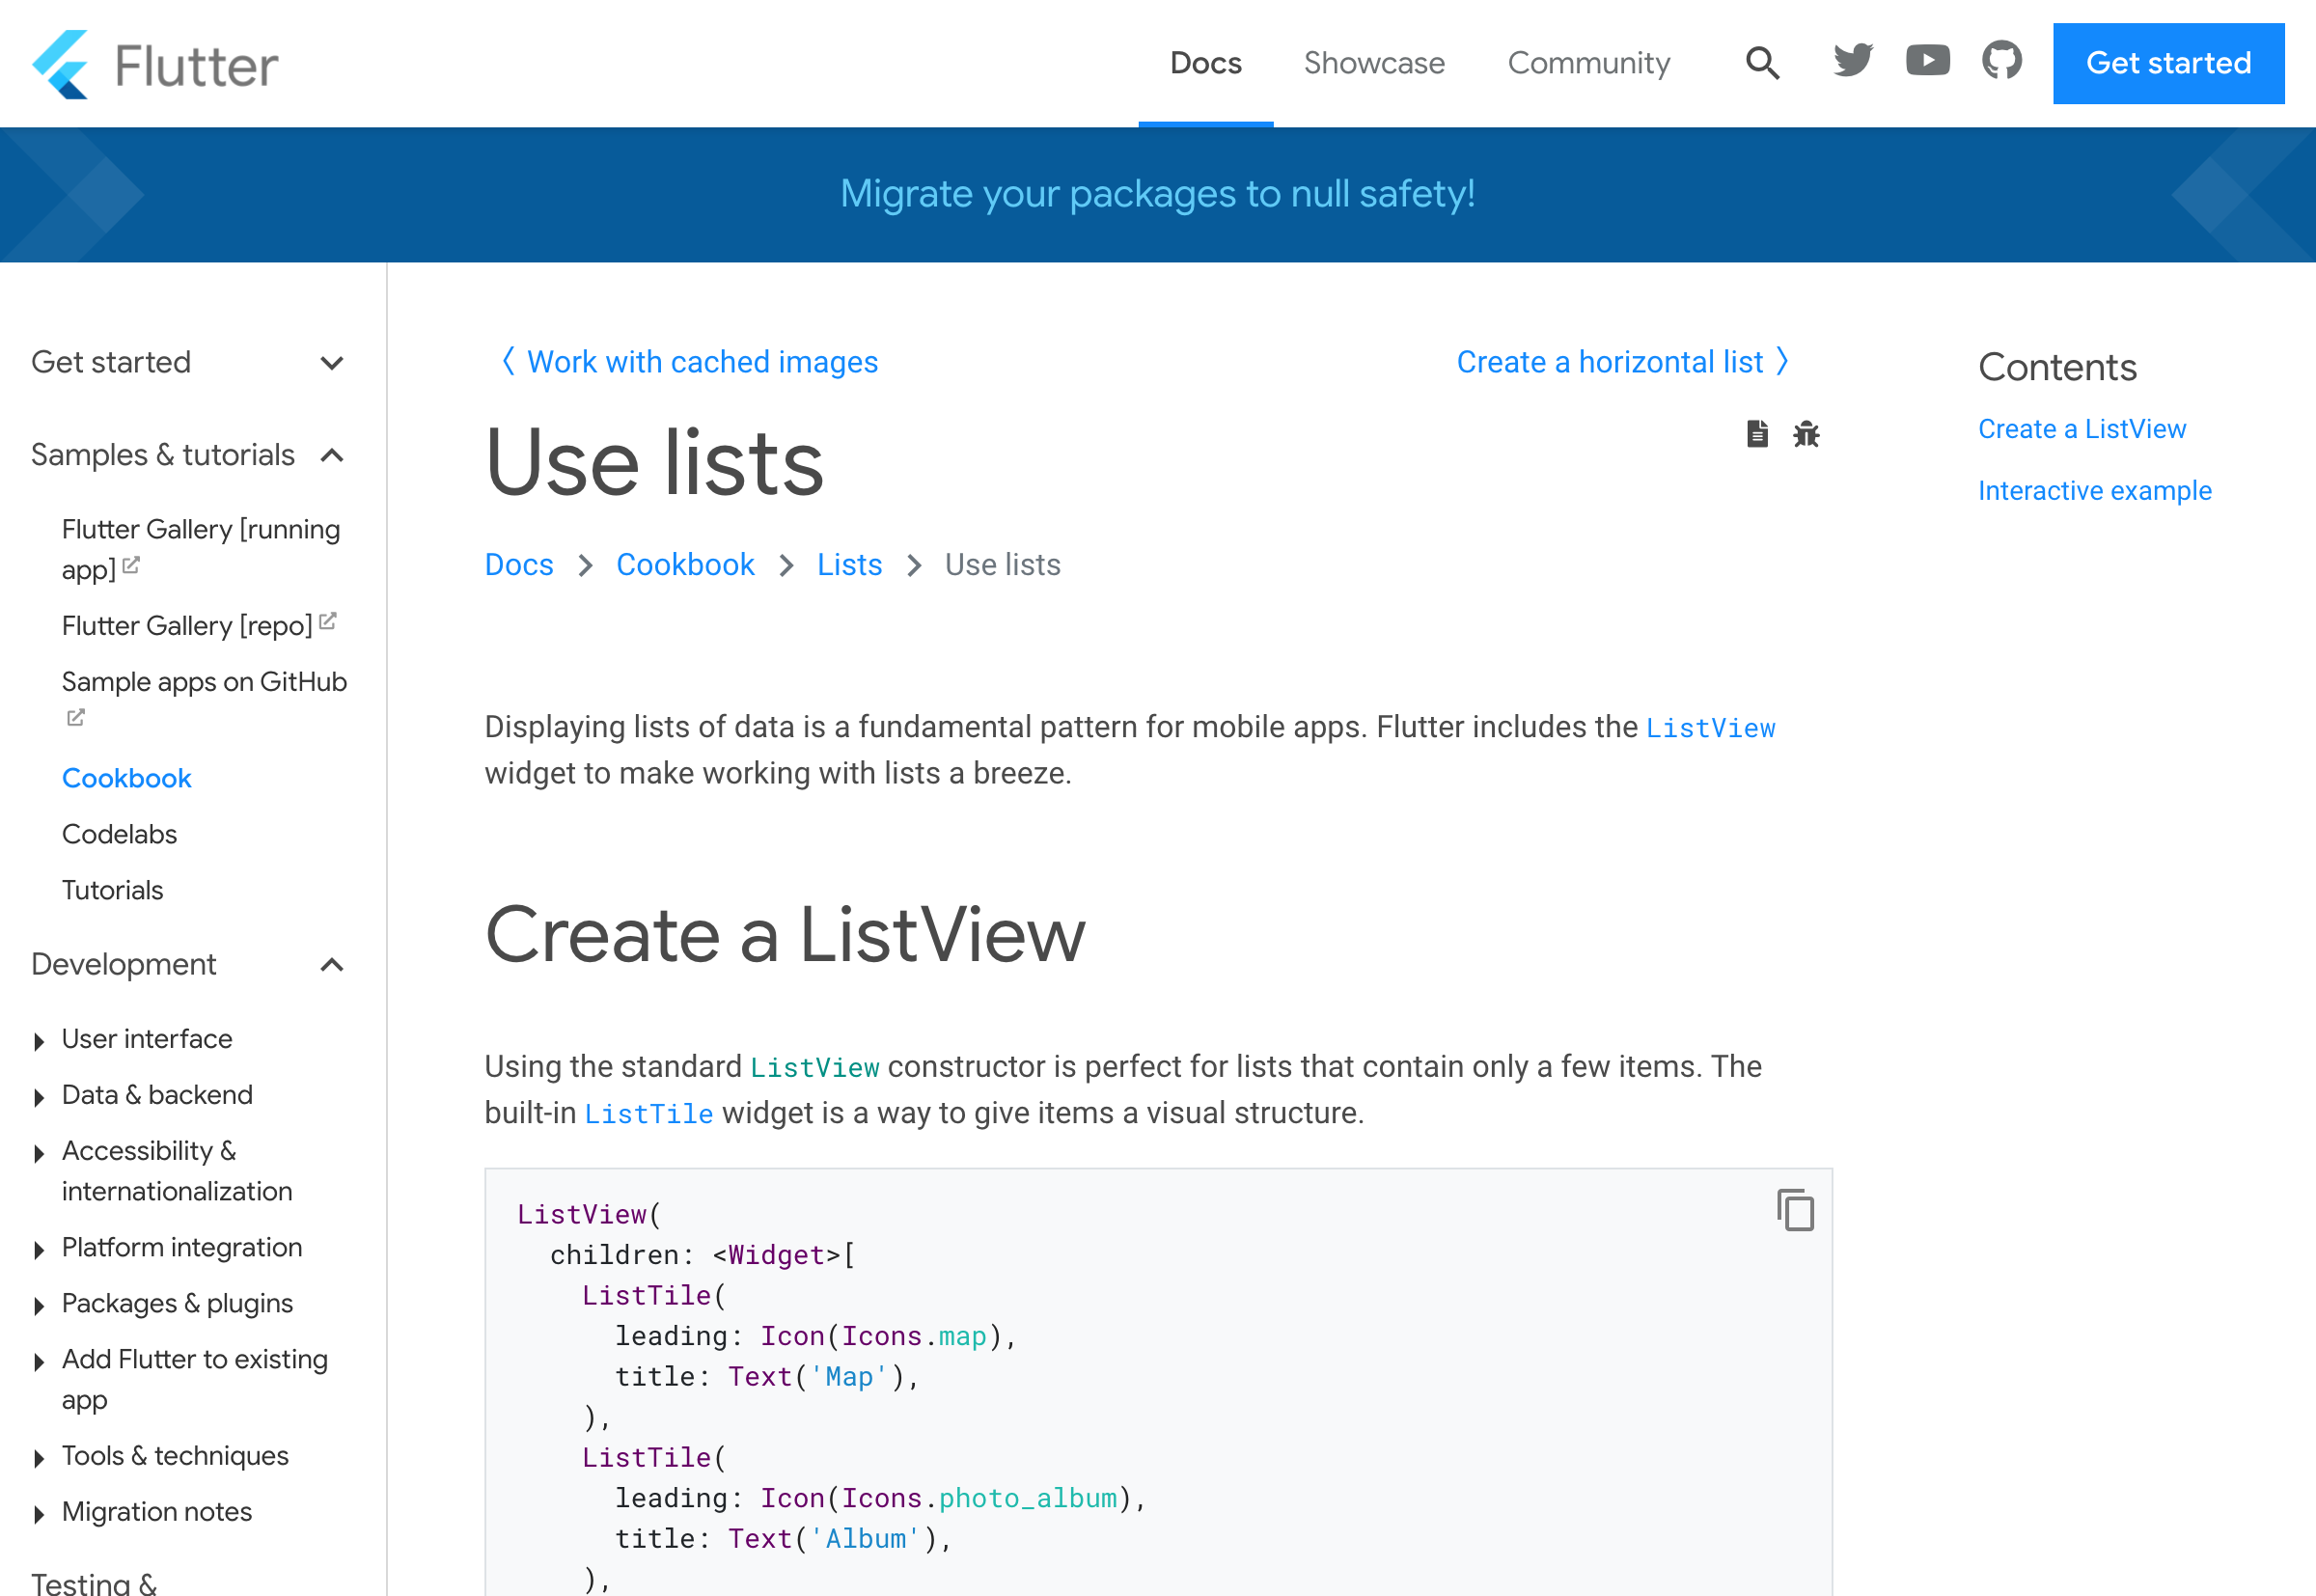 Flutter
Docs
Showcase
Community
Get started
Migrate your packages to null safety!
Get started
Samples & tutorials
Flutter Gallery [running
app]
Flutter Gallery [repo]
Sample apps on GitHub
Cookbook
Codelabs
Tutorials
Development
User interface
Data & backend
Accessibility &
internationalization
Platform integration
Packages & plugins
Add Flutter to existing
app
Tools & techniques
Migration notes
Testing &
〈 Work with cached images
Create a horizontal list 〉
Use lists
Docs > Cookbook > Lists > Use lists
Displaying lists of data is a fundamental pattern for mobile apps. Flutter includes the ListView
widget to make working with lists a breeze.
Create a ListView
Using the standard ListView constructor is perfect for lists that contain only a few items. The
built-in ListTile widget is a way to give items a visual structure.
ListView(
  children: <Widget>[
    ListTile(
      leading: Icon(Icons.map),
      title: Text('Map'),
    ),
    ListTile(
      leading: Icon(Icons.photo_album),
      title: Text('Album'),
    ),
Contents
Create a ListView
Interactive example